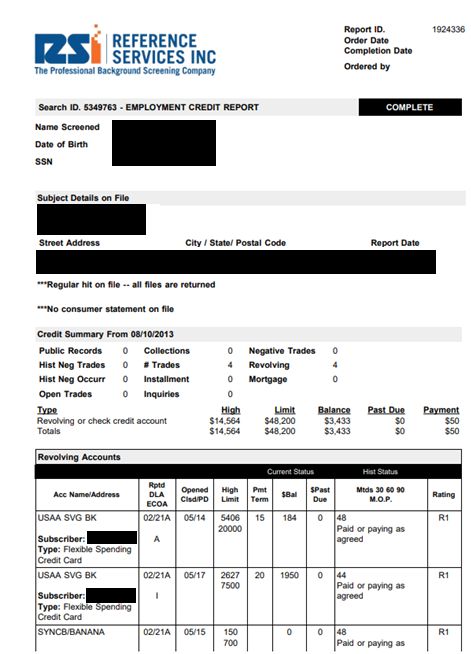 RSi REFERENCE
SERVICES INC
The Professional Background Screening Company
Report ID. 1924336
Order Date
Completion Date
Ordered by
Search ID. 5349763 - EMPLOYMENT CREDIT REPORT COMPLETE
Name Screened
Date of Birth
SSN
Subject Details on File
Street Address City / State/ Postal Code Report Date
***Regular hit on file -- all files are returned
***No consumer statement on file
Credit Summary From 08/10/2013
Public Records 0 Collections 0 Negative Trades 0
Hist Neg Trades 0 # Trades 4 Revolving 4
Hist Neg Occurr 0 Installment 0 Mortgage 0
Open Trades 0 Inquiries 0
Type High Limit Balance Past Due Payment
Revolving or check credit account $14,564 $48,200 $3,433 $0 $50
Totals $14,564 $48,200 $3,433 $0 $50
Revolving Accounts
Current Status Hist Status
Acc Name/Address Rptd DLA ECOA Opened Clsd/PD High Limit Pmt Term $Bal $Past Due Mtds 30 60 90 M.O.P. Rating
USAA SVG BK 02/21A 05/14 5406 15 184 0 48 R1
20000 Paid or paying as
Subscriber: A agreed
Type: Flexible Spending
Credit Card
USAA SVG BK 02/21A 05/17 2627 20 1950 0 44 R1
7500 Paid or paying as
Subscriber: I agreed
Type: Flexible Spending
Credit Card
SYNCB/BANANA 02/21A 05/15 150 0 0 48 R1
700 Paid or paying as